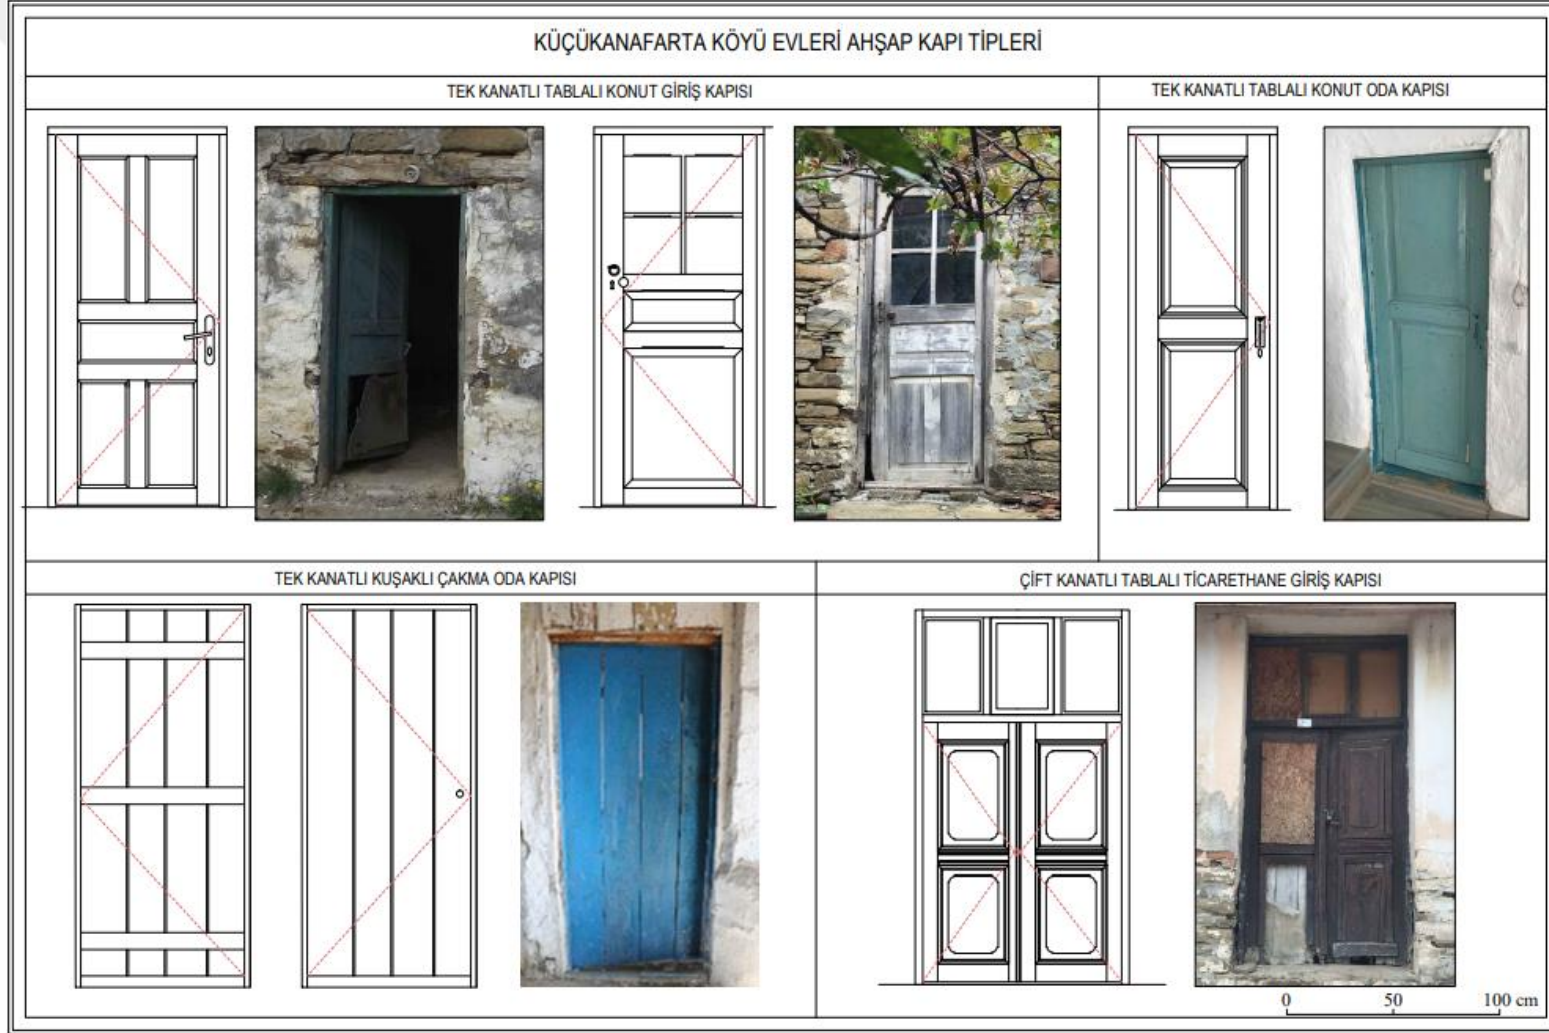 KÜÇÜKANAFARTA KÖYÜ EVLERİ AHŞAP KAPI TİPLERİ
TEK KANATLI TABLALI KONUT GİRİŞ KAPISI
TEK KANATLI TABLALI KONUT ODA KAPISI
TEK KANATLI KUŞAKLI ÇAKMA ODA KAPISI
ÇİFT KANATLI TABLALI TİCARETHANE GİRİŞ KAPISI
0 50 100 cm